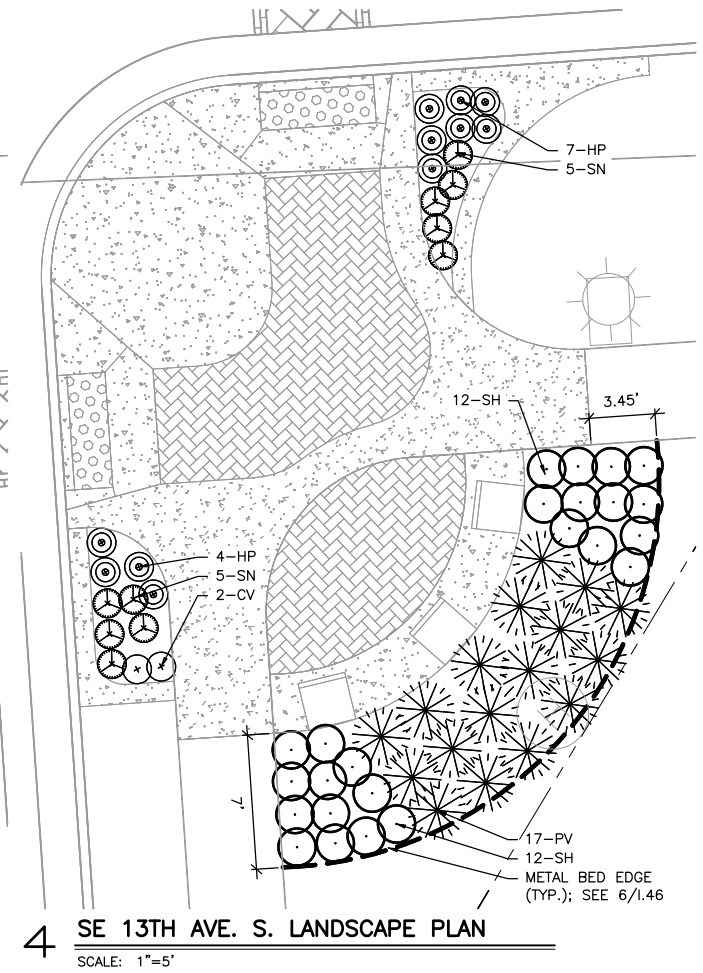 7-HP
5-SN
12-SH
3.45'
4-HP
5-SN
2-CV
7'
17-PV
12-SH
METAL BED EDGE
(TYP.); SEE 6/1.46
4 SE 13TH AVE. S. LANDSCAPE PLAN
SCALE: 1"=5'